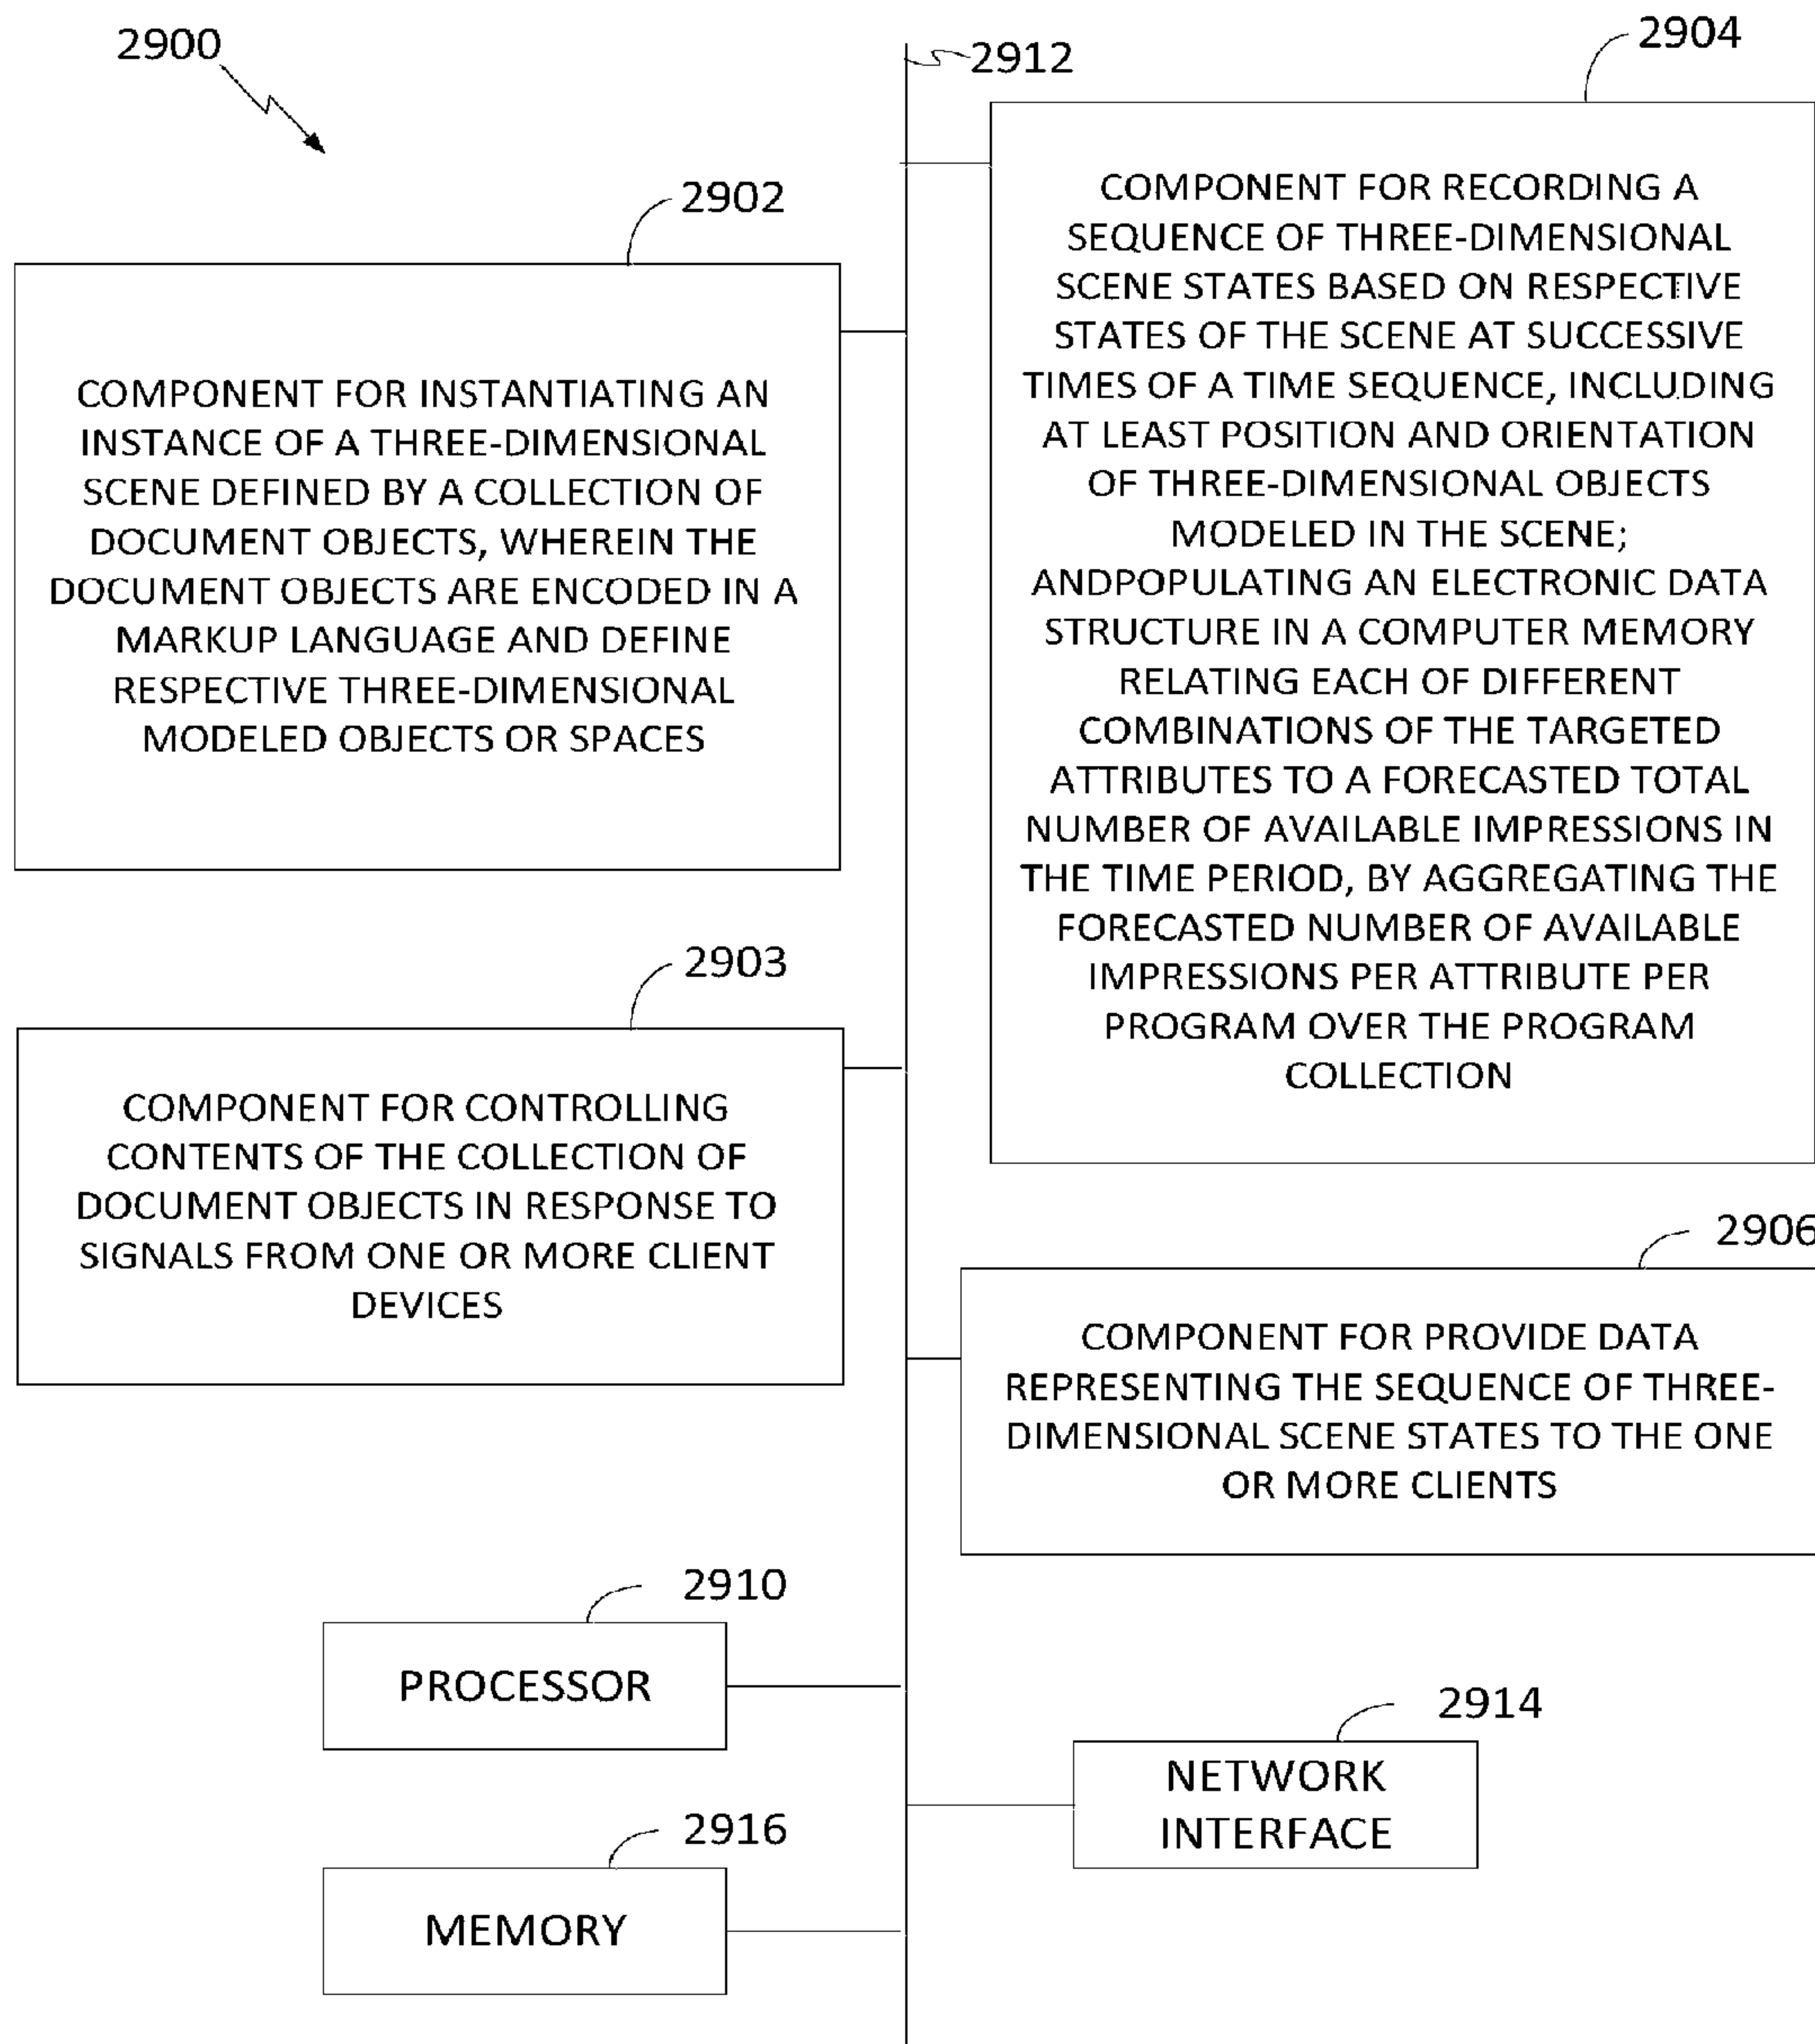 2900
2912
2904
2902
COMPONENT FOR INSTANTIATING AN
INSTANCE OF A THREE-DIMENSIONAL
SCENE DEFINED BY A COLLECTION OF
DOCUMENT OBJECTS, WHEREIN THE
DOCUMENT OBJECTS ARE ENCODED IN A
MARKUP LANGUAGE AND DEFINE
RESPECTIVE THREE-DIMENSIONAL
MODELED OBJECTS OR SPACES
COMPONENT FOR RECORDING A
SEQUENCE OF THREE-DIMENSIONAL
SCENE STATES BASED ON RESPECTIVE
STATES OF THE SCENE AT SUCCESSIVE
TIMES OF A TIME SEQUENCE, INCLUDING
AT LEAST POSITION AND ORIENTATION
OF THREE-DIMENSIONAL OBJECTS
MODELED IN THE SCENE;
ANDPOPULATING AN ELECTRONIC DATA
STRUCTURE IN A COMPUTER MEMORY
RELATING EACH OF DIFFERENT
COMBINATIONS OF THE TARGETED
ATTRIBUTES TO A FORECASTED TOTAL
NUMBER OF AVAILABLE IMPRESSIONS IN
THE TIME PERIOD, BY AGGREGATING THE
FORECASTED NUMBER OF AVAILABLE
IMPRESSIONS PER ATTRIBUTE PER
PROGRAM OVER THE PROGRAM
COLLECTION
2903
COMPONENT FOR CONTROLLING
CONTENTS OF THE COLLECTION OF
DOCUMENT OBJECTS IN RESPONSE TO
SIGNALS FROM ONE OR MORE CLIENT
DEVICES
2906
COMPONENT FOR PROVIDE DATA
REPRESENTING THE SEQUENCE OF THREE-
DIMENSIONAL SCENE STATES TO THE ONE
OR MORE CLIENTS
2910
PROCESSOR
2914
NETWORK
INTERFACE
2916
MEMORY